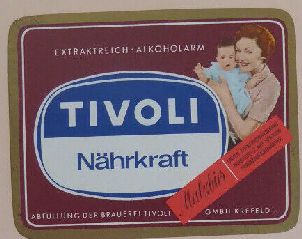 EXTRAKTREICH · ALKOHOLARM
TIVOLI
Nährkraft
Malzbier
ABFÜLLUNG DER BRAUEREI TIVOLI GMBH. KREFELD